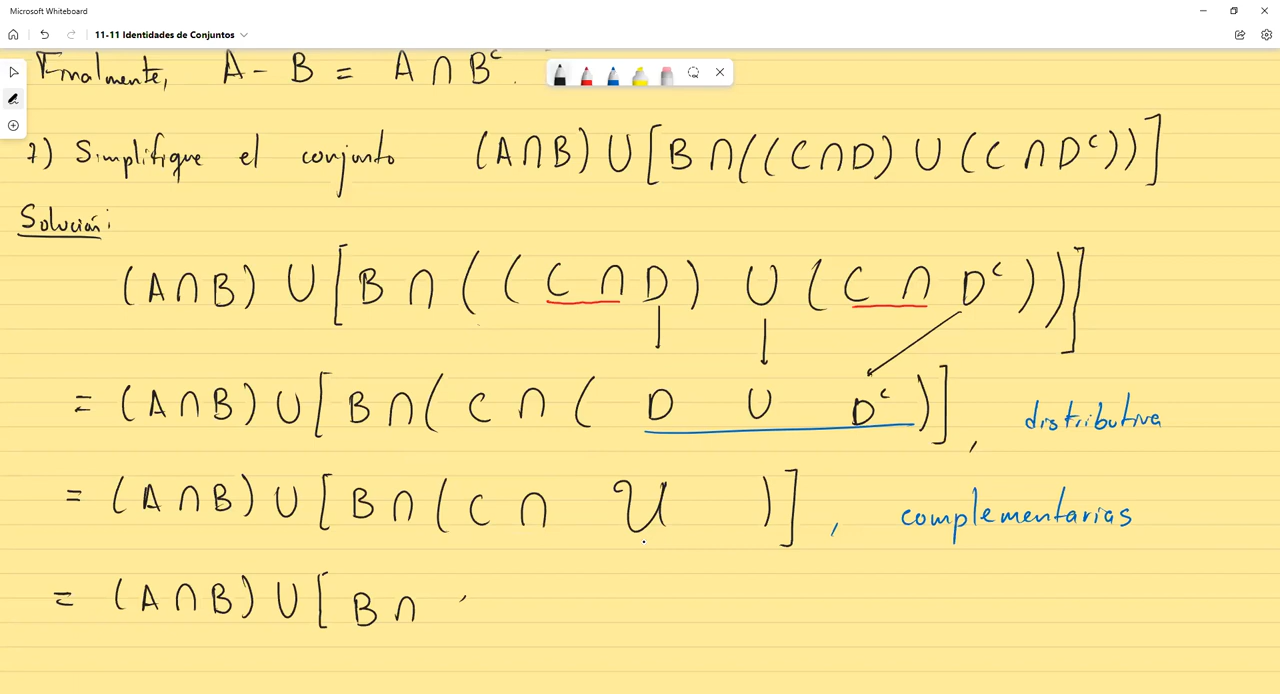 Microsoft Whiteboard
11-11 Identidades de Conjuntos
Finalmente, A - B = A ∩ Bᶜ.
7) Simplifique el conjunto (A∩B) ∪ [B ∩ ((C∩D) ∪ (C ∩ Dᶜ))]
Solución:
(A∩B) ∪ [B ∩ ((C ∩ D) ∪ (C ∩ Dᶜ))]
= (A∩B) ∪ [B ∩ (C ∩ (D ∪ Dᶜ)], distributiva
= (A∩B) ∪ [B ∩ (C ∩ 𝒰)], complementarias
= (A∩B) ∪ [B ∩